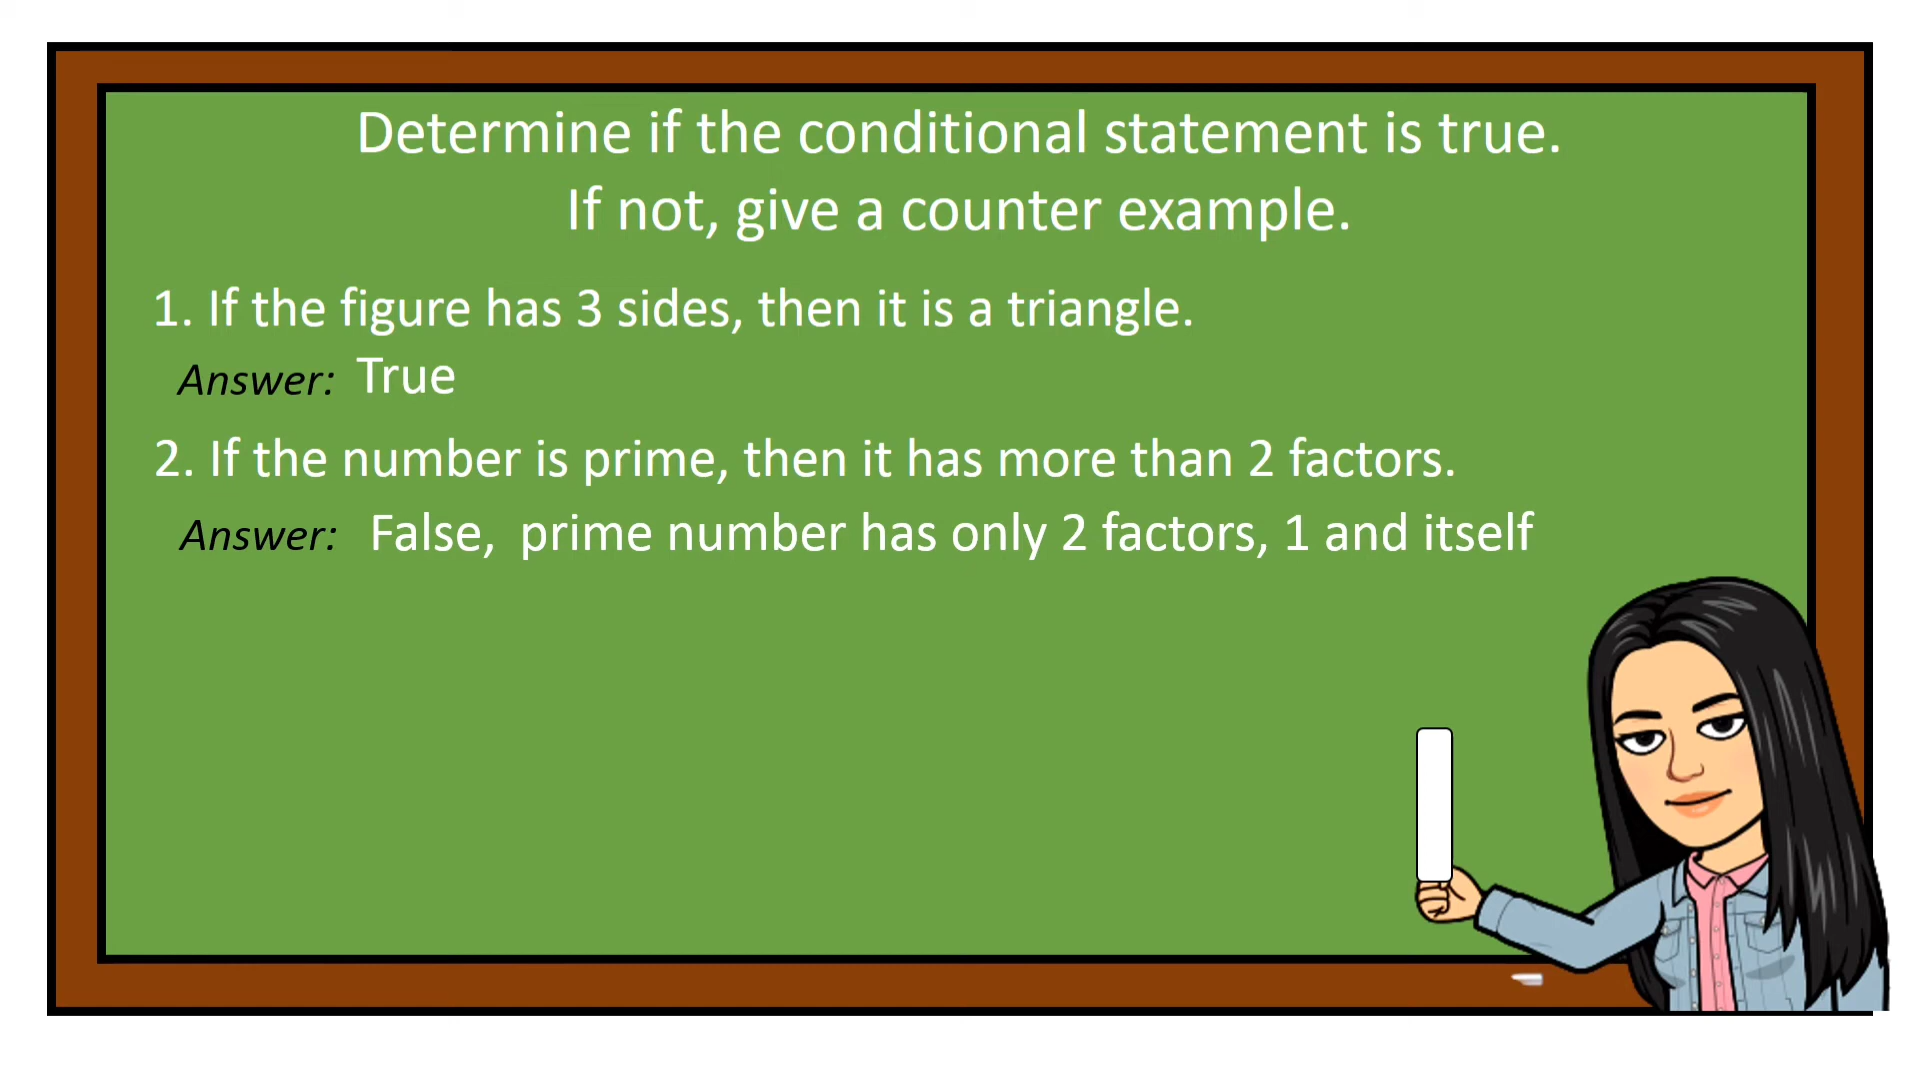 Determine if the conditional statement is true.
If not, give a counter example.
1. If the figure has 3 sides, then it is a triangle.
Answer: True
2. If the number is prime, then it has more than 2 factors.
Answer: False, prime number has only 2 factors, 1 and itself